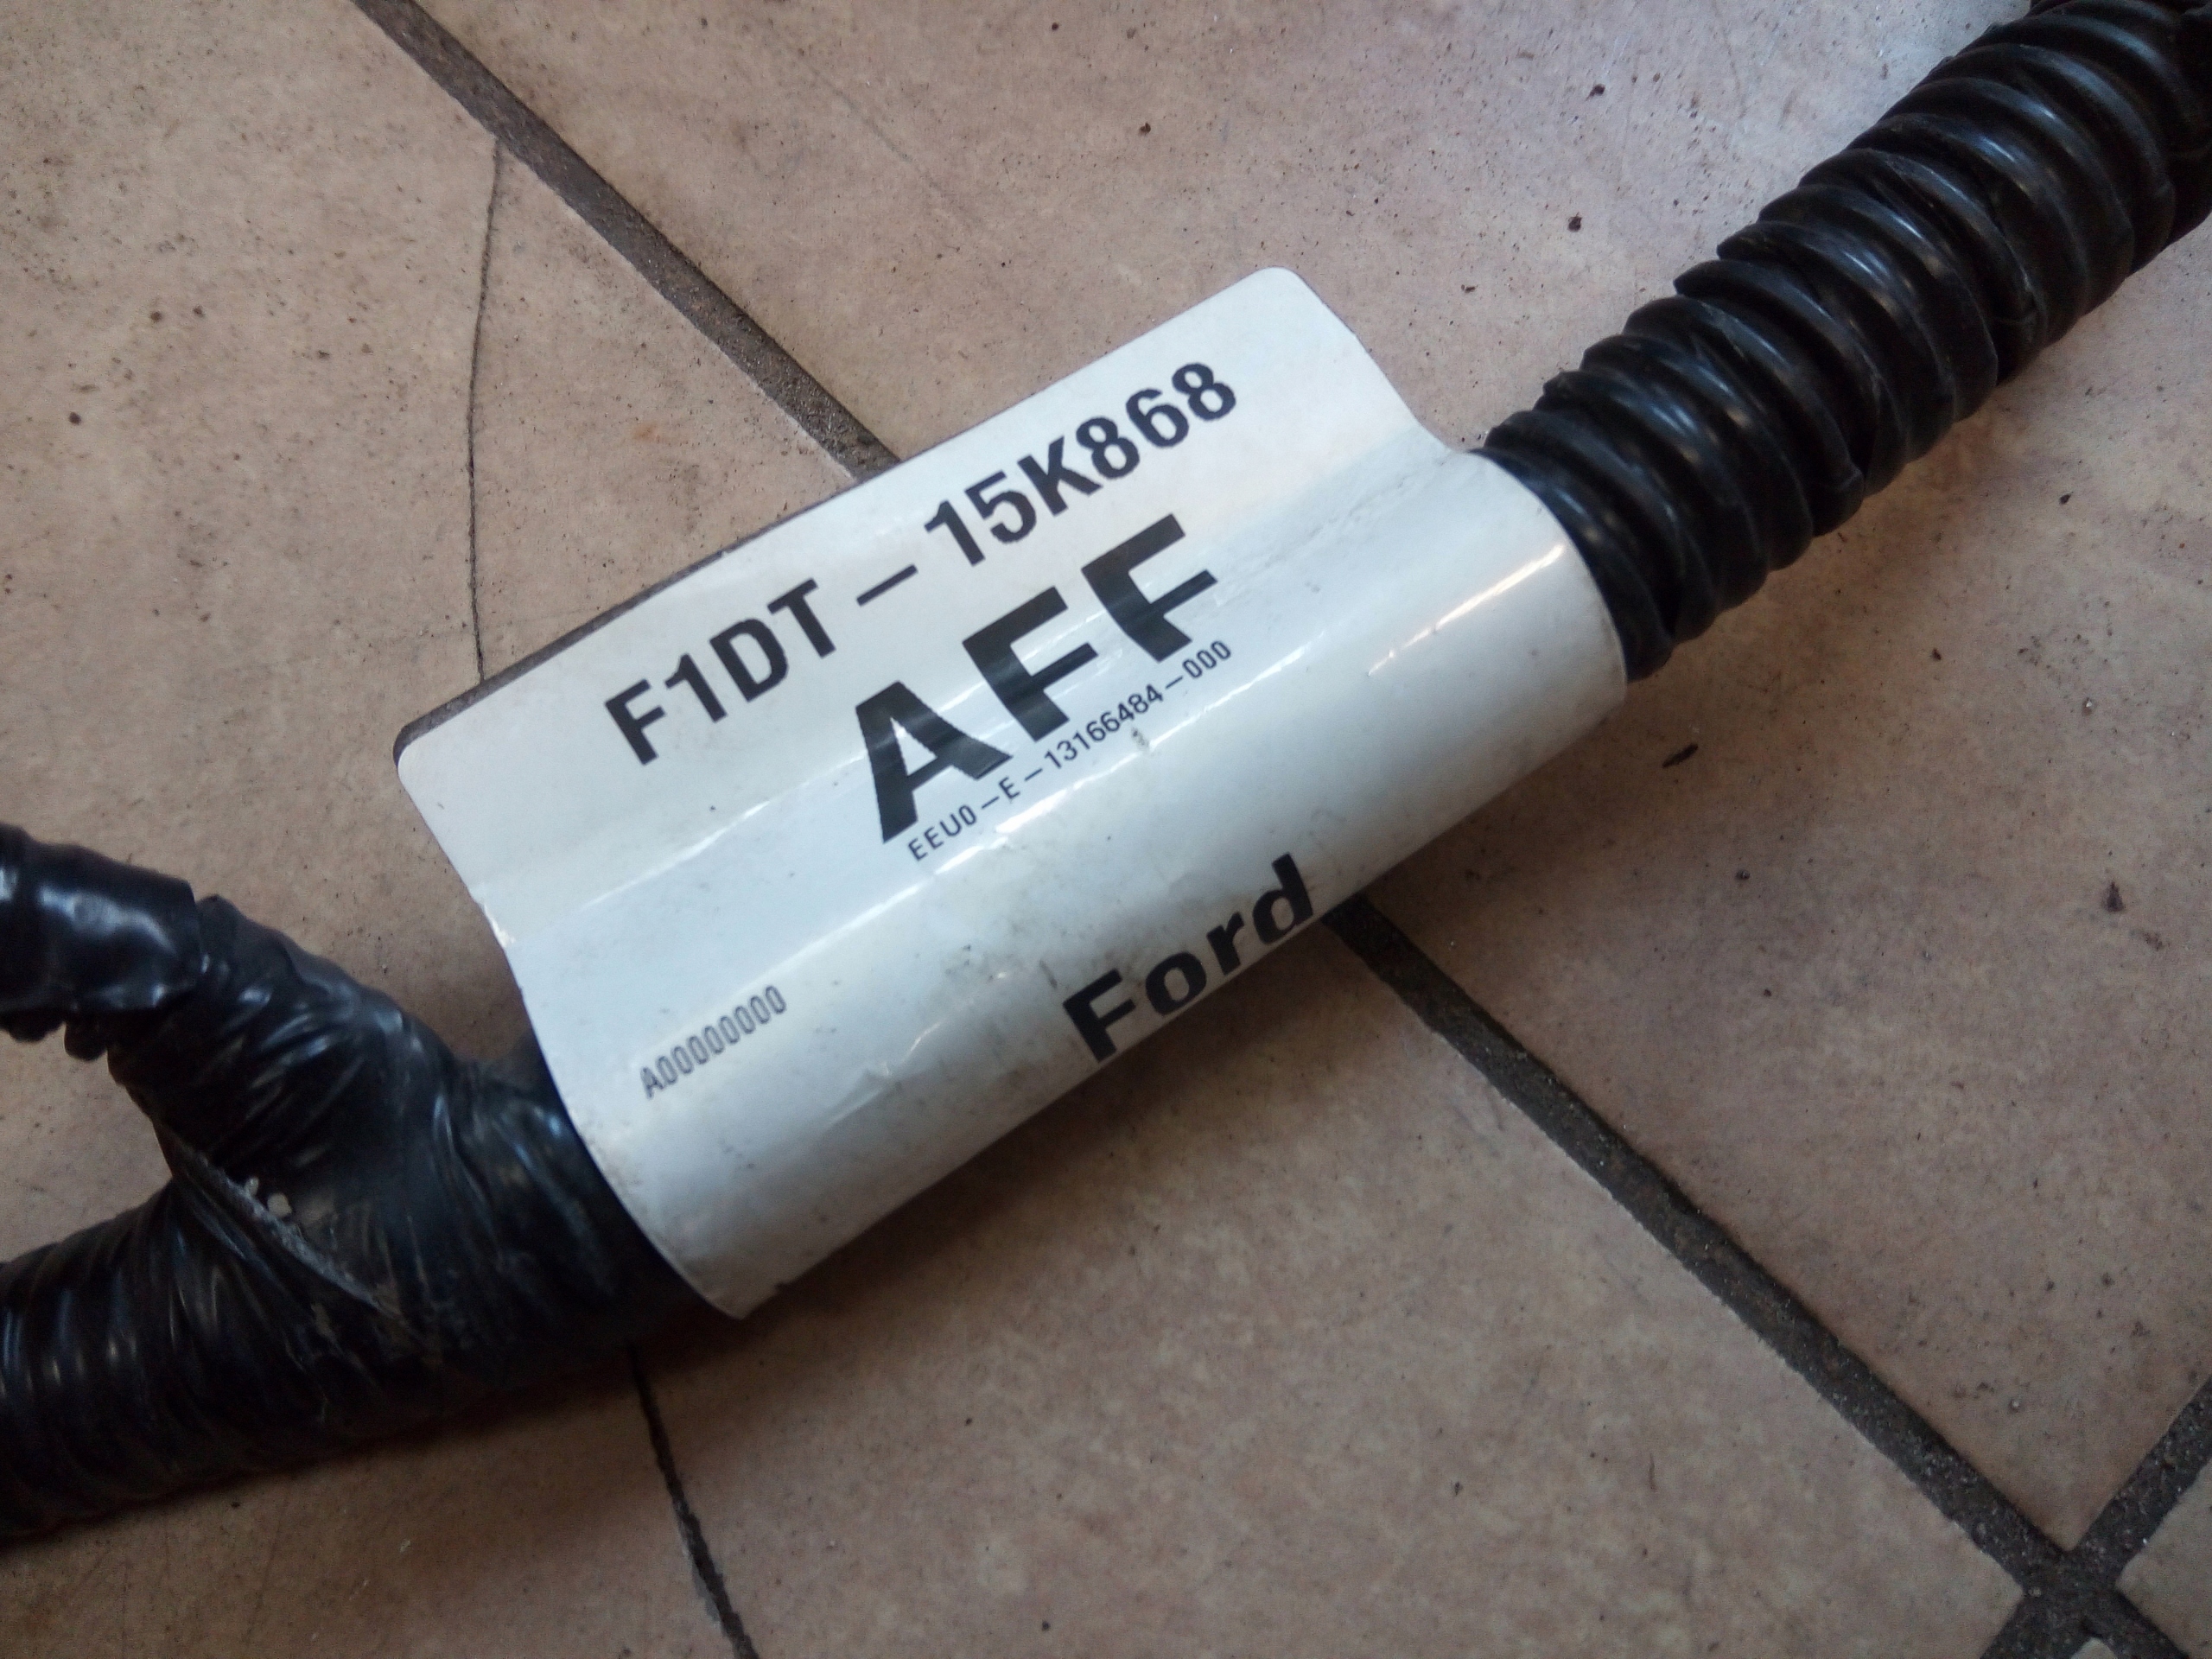 F1DT-15K868
AFF
EEU0-E-13166484-000
A00000000
Ford